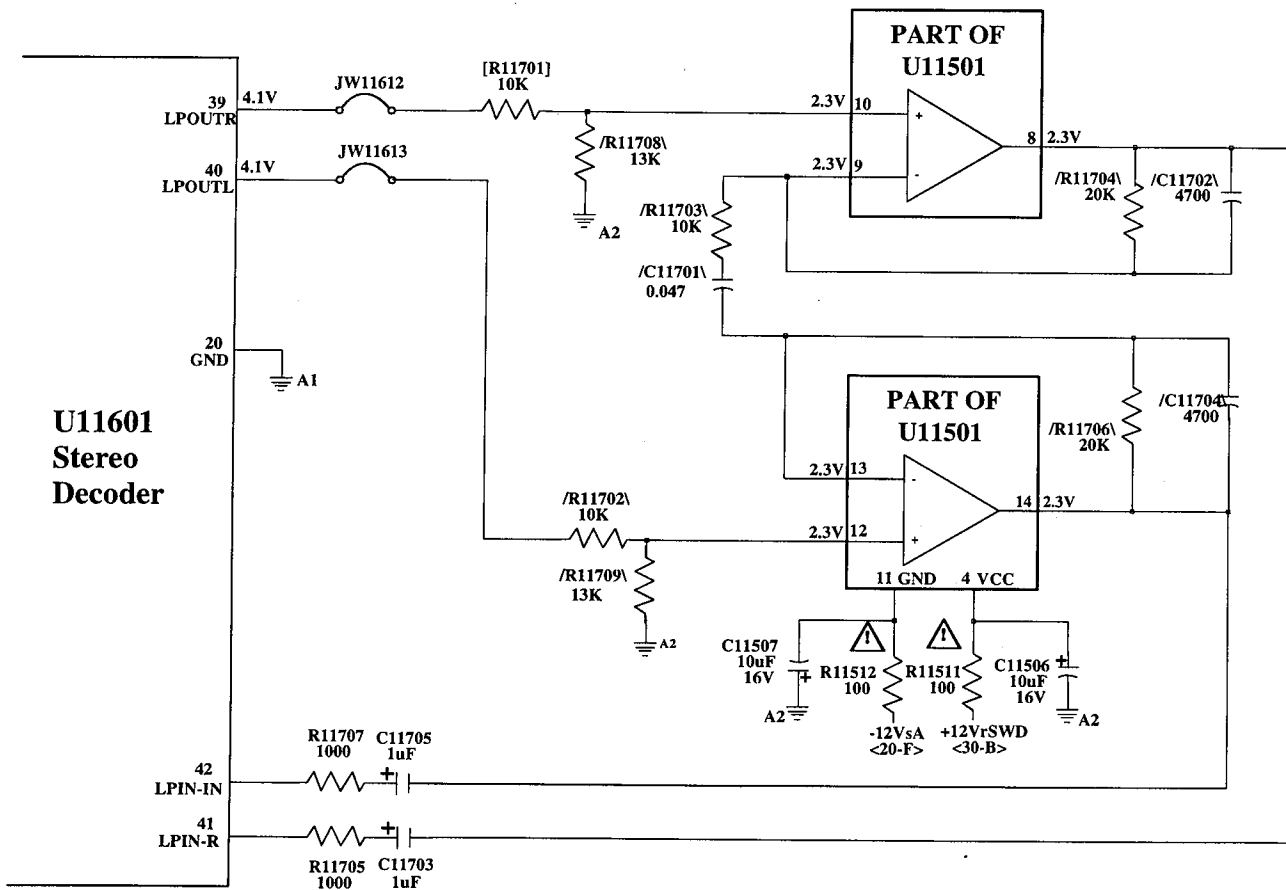 PART OF
U11501
[R11701]
10K
JW11612
39
4.1V
LPOUTR
2.3V
10
+
/R11708\
13K
JW11613
8
2.3V
40
4.1V
LPOUTL
2.3V
9
-
/R11704\
20K
/C11702\
4700
A2
/R11703\
10K
/C11701\
0.047
20
GND
A1
PART OF
U11501
/C11704\
4700
U11601
Stereo
Decoder
/R11706\
20K
2.3V
13
-
14
2.3V
/R11702\
10K
2.3V
12
+
/R11709\
13K
11 GND
4 VCC
A2
!
!
C11507
10uF
16V
+
R11512
100
R11511
100
C11506
10uF
16V
+
A2
A2
-12VsA
<20-F>
+12VrSWD
<30-B>
R11707
1000
C11705
1uF
+
42
LPIN-IN
41
LPIN-R
+
R11705
1000
C11703
1uF